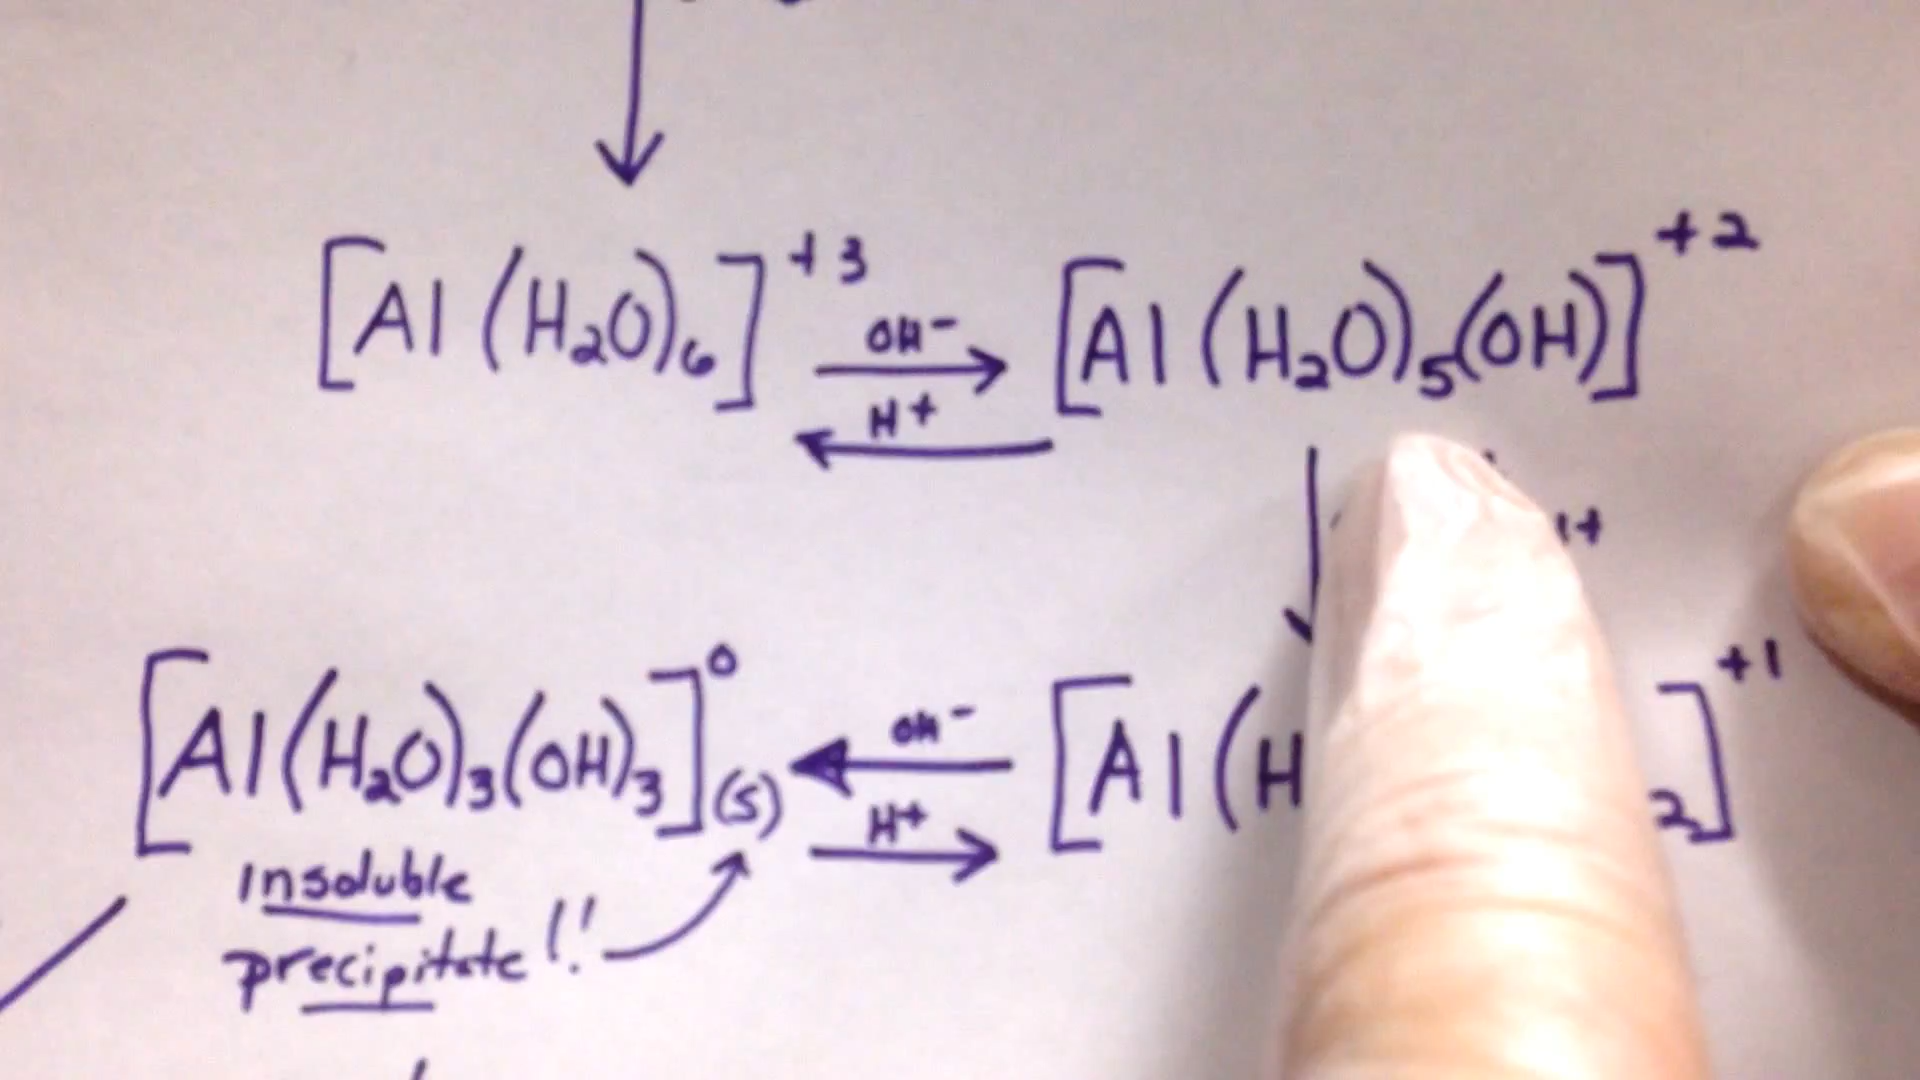 [Al(H₂O)₆]⁺³ OH⁻ H⁺ [Al(H₂O)₅(OH)]⁺²
[Al(H₂O)₃(OH)₃]⁰(s) OH⁻ H⁺ [Al(H 2]⁺¹
insoluble
precipitate!!